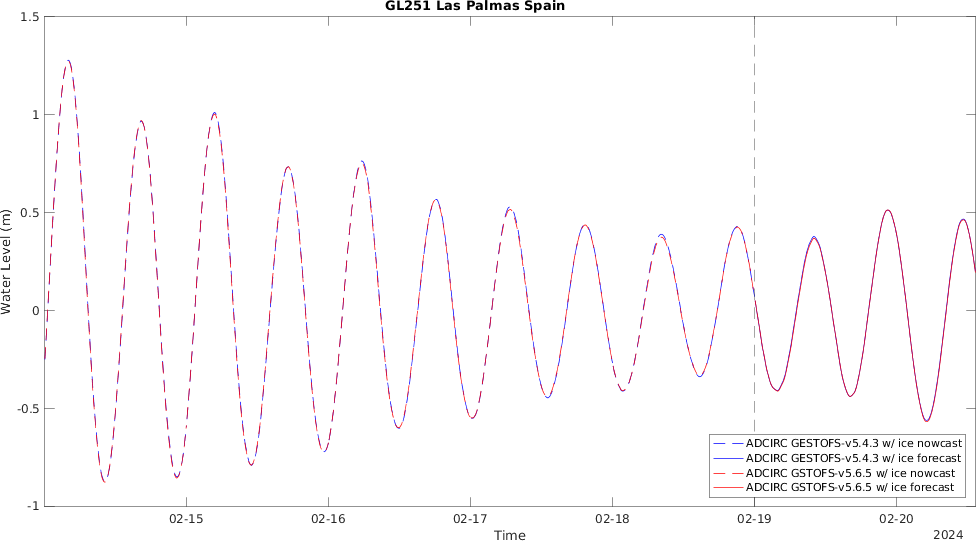 GL251 Las Palmas Spain
1.5
1
0.5
0
-0.5
-1
Water Level (m)
02-15
02-16
02-17
02-18
02-19
02-20
Time
2024
ADCIRC GESTOFS-v5.4.3 w/ ice nowcast
ADCIRC GESTOFS-v5.4.3 w/ ice forecast
ADCIRC GSTOFS-v5.6.5 w/ ice nowcast
ADCIRC GSTOFS-v5.6.5 w/ ice forecast